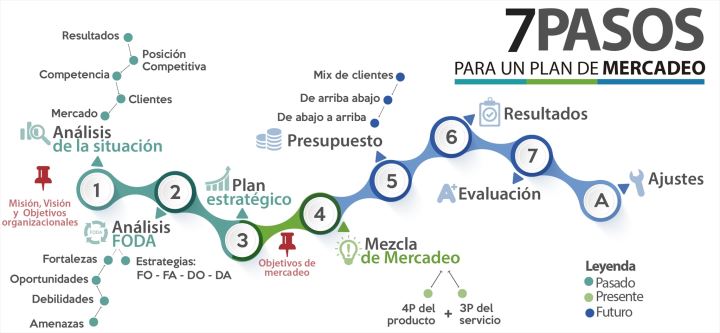 7PASOS
PARA UN PLAN DE MERCADEO
Resultados
Posición
Competitiva
Competencia
Clientes
Mercado
Análisis
de la situación
1
Misión, Visión
y Objetivos
organizacionales
2
Análisis
FODA
FODA
Fortalezas
Oportunidades
Debilidades
Amenazas
Estrategias:
FO - FA - DO - DA
Plan
estratégico
3
Objetivos de
mercadeo
4
Mezcla
de Mercadeo
4P del
producto
+
3P del
servicio
Mix de clientes
De arriba abajo
De abajo a arriba
Presupuesto
5
6
Resultados
7
A+
Evaluación
A
Ajustes
Leyenda
Pasado
Presente
Futuro